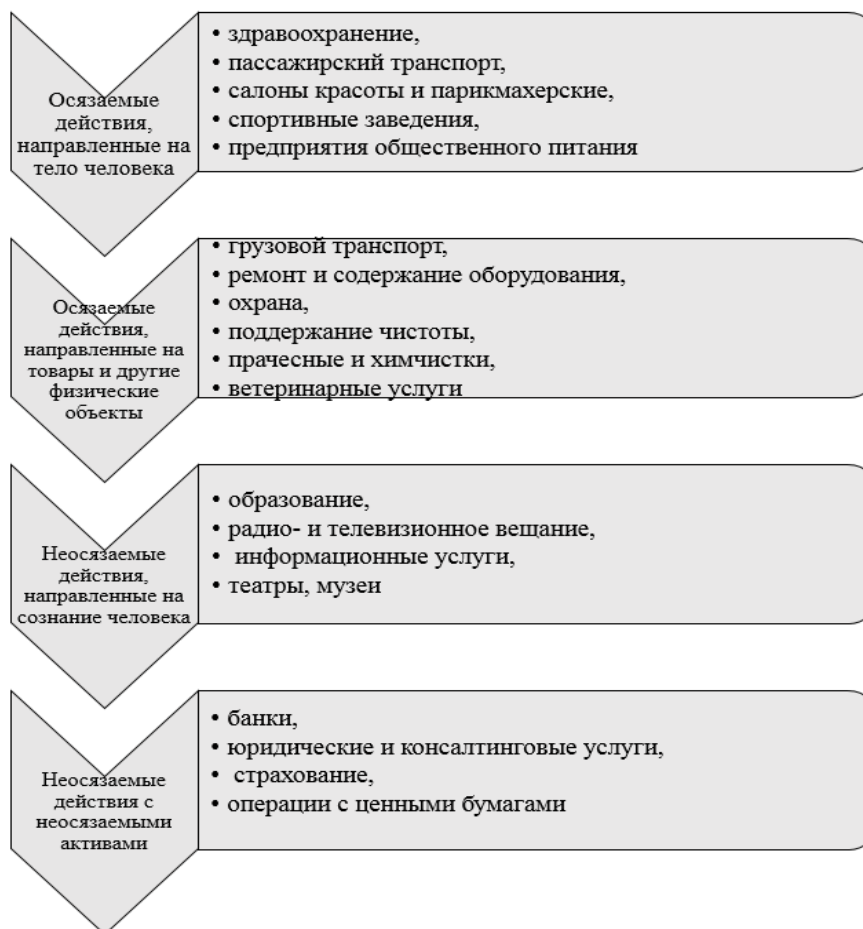 Осязаемые
действия,
направленные на
тело человека
• здравоохранение,
• пассажирский транспорт,
• салоны красоты и парикмахерские,
• спортивные заведения,
• предприятия общественного питания
Осязаемые
действия,
направленные на
товары и другие
физические
объекты
• грузовой транспорт,
• ремонт и содержание оборудования,
• охрана,
• поддержание чистоты,
• прачесные и химчистки,
• ветеринарные услуги
Неосязаемые
действия,
направленные на
сознание человека
• образование,
• радио- и телевизионное вещание,
• информационные услуги,
• театры, музеи
Неосязаемые
действия с
неосязаемыми
активами
• банки,
• юридические и консалтинговые услуги,
• страхование,
• операции с ценными бумагами